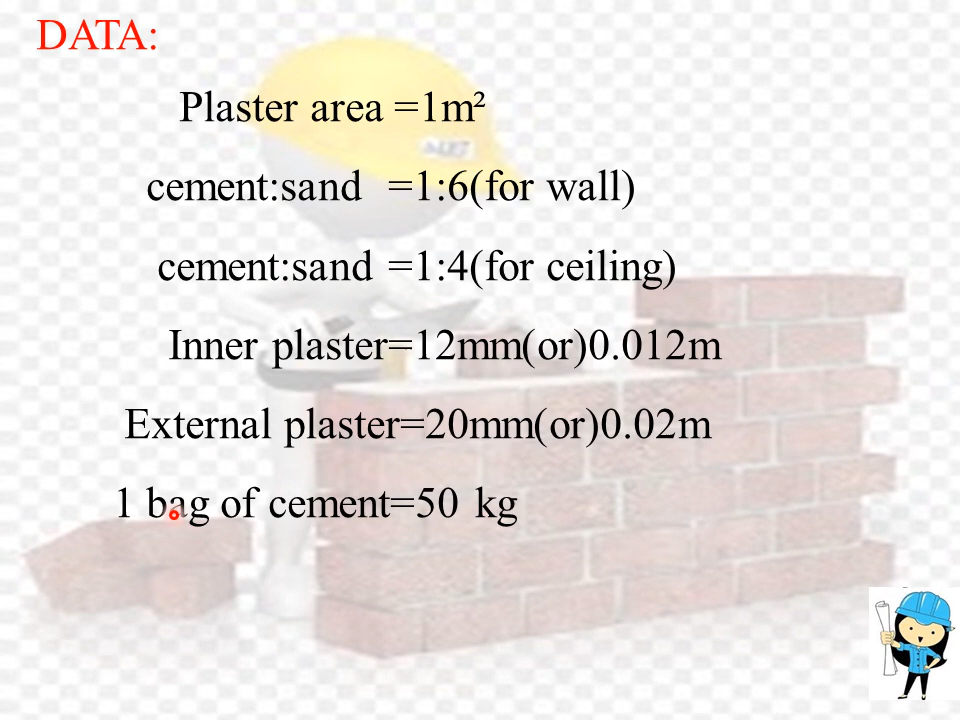 DATA:
Plaster area =1m²
cement:sand =1:6(for wall)
cement:sand =1:4(for ceiling)
Inner plaster=12mm(or)0.012m
External plaster=20mm(or)0.02m
1 bag of cement=50 kg